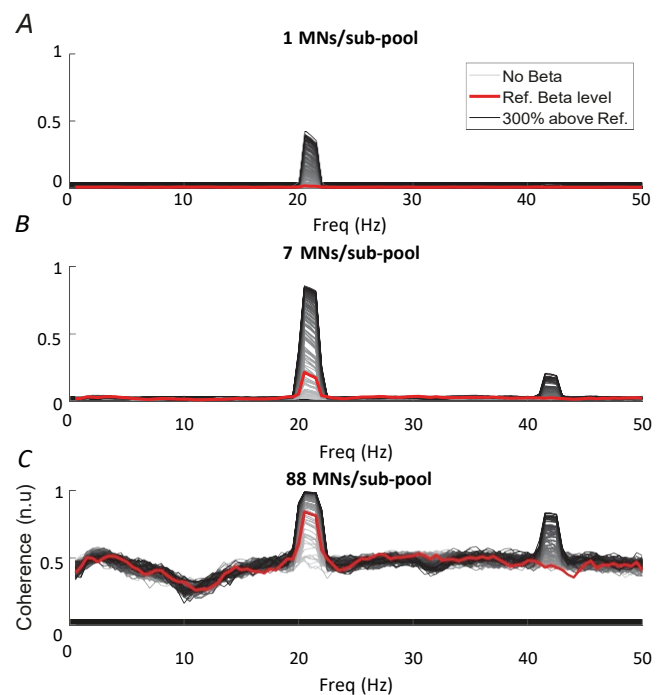 A
1 MNs/sub-pool
1
0.5
0
No Beta
Ref. Beta level
300% above Ref.
0 10 20 30 40 50
Freq (Hz)
B
7 MNs/sub-pool
1
0.5
0
0 10 20 30 40 50
Freq (Hz)
C
88 MNs/sub-pool
Coherence (n.u)
1
0.5
0
0 10 20 30 40 50
Freq (Hz)